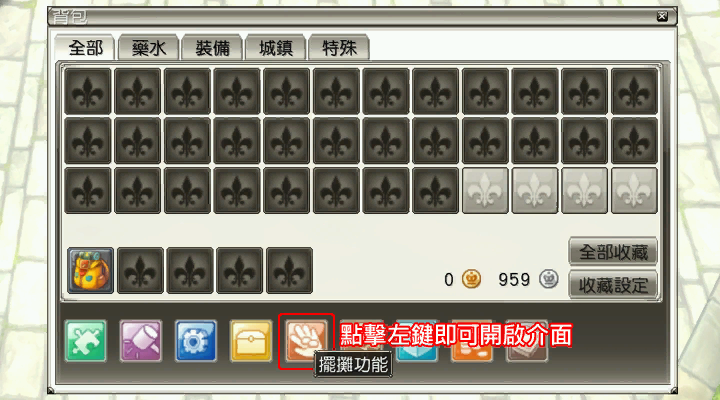 背包
全部 藥水 裝備 城鎮 特殊
全部收藏
0 959
收藏設定
點擊左鍵即可開啟介面
擺攤功能